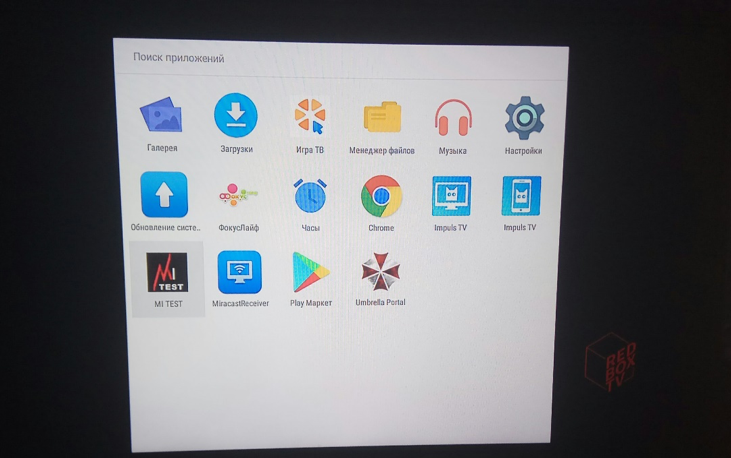 Поиск приложений
Галерея
Загрузки
Игра ТВ
Менеджер файлов
Музыка
Настройки
Обновление систе..
ФокусЛайф
Часы
Chrome
Impuls TV
Impuls TV
MI
TEST
MI TEST
MiracastReceiver
Play Маркет
Umbrella Portal
RED
BOX
TV